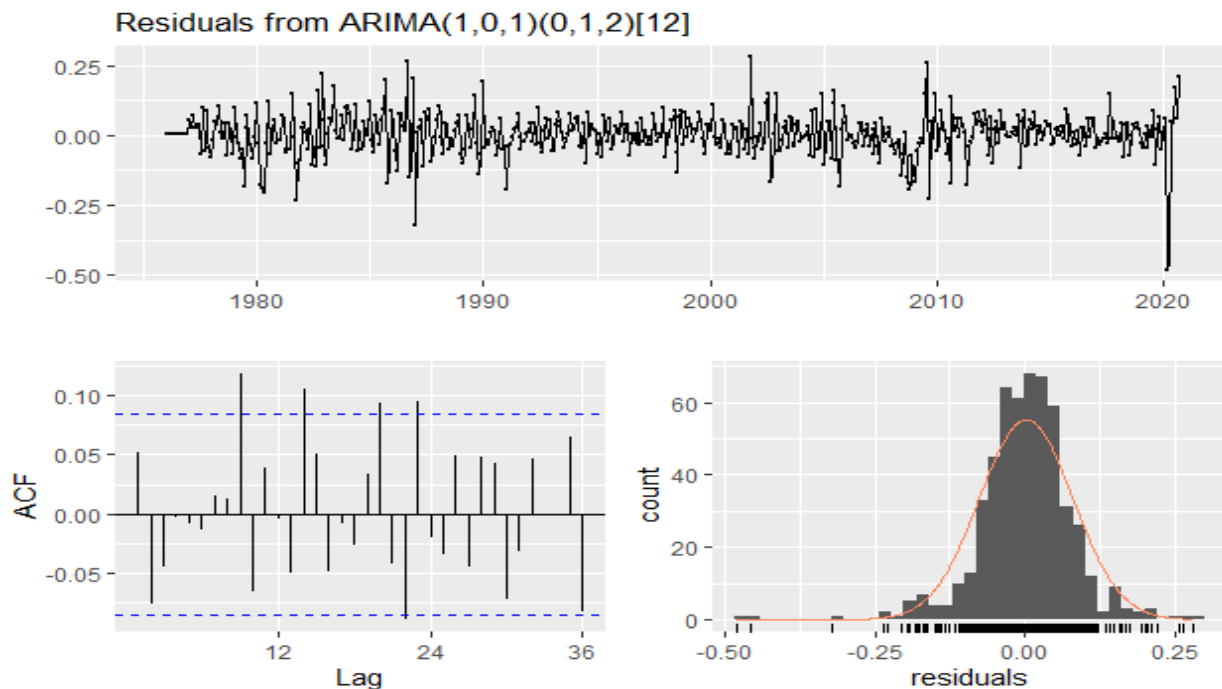 Residuals from ARIMA(1,0,1)(0,1,2)[12]
0.25
0.00
-0.25
-0.50
1980 1990 2000 2010 2020
ACF
0.10
0.05
0.00
-0.05
12 24 36
Lag
count
60
40
20
0
-0.50 -0.25 0.00 0.25
residuals